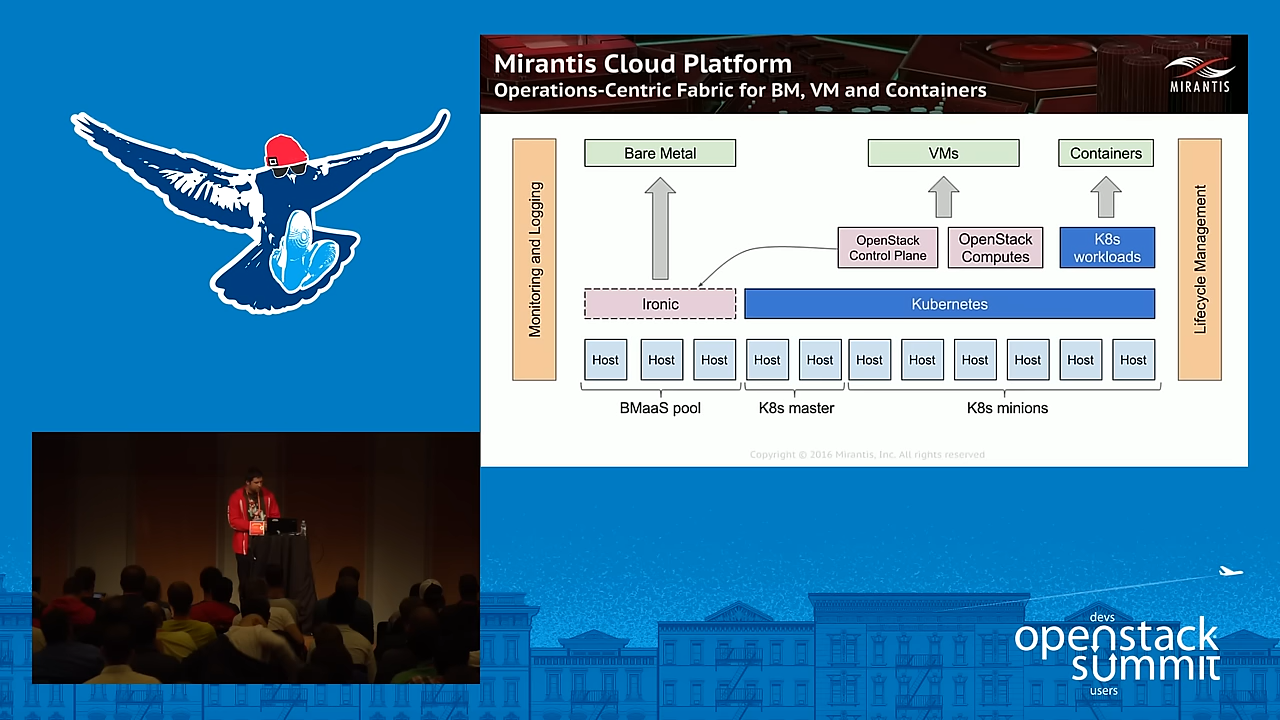 Mirantis Cloud Platform
Operations-Centric Fabric for BM, VM and Containers
MIRANTIS
Monitoring and Logging
Bare Metal
VMs
Containers
Lifecycle Management
OpenStack
Control Plane
OpenStack
Computes
K8s
workloads
Ironic
Kubernetes
Host Host Host Host Host Host Host Host Host Host Host
BMaaS pool
K8s master
K8s minions
Copyright © 2016 Mirantis, Inc. All rights reserved
devs
openstack
summit
users